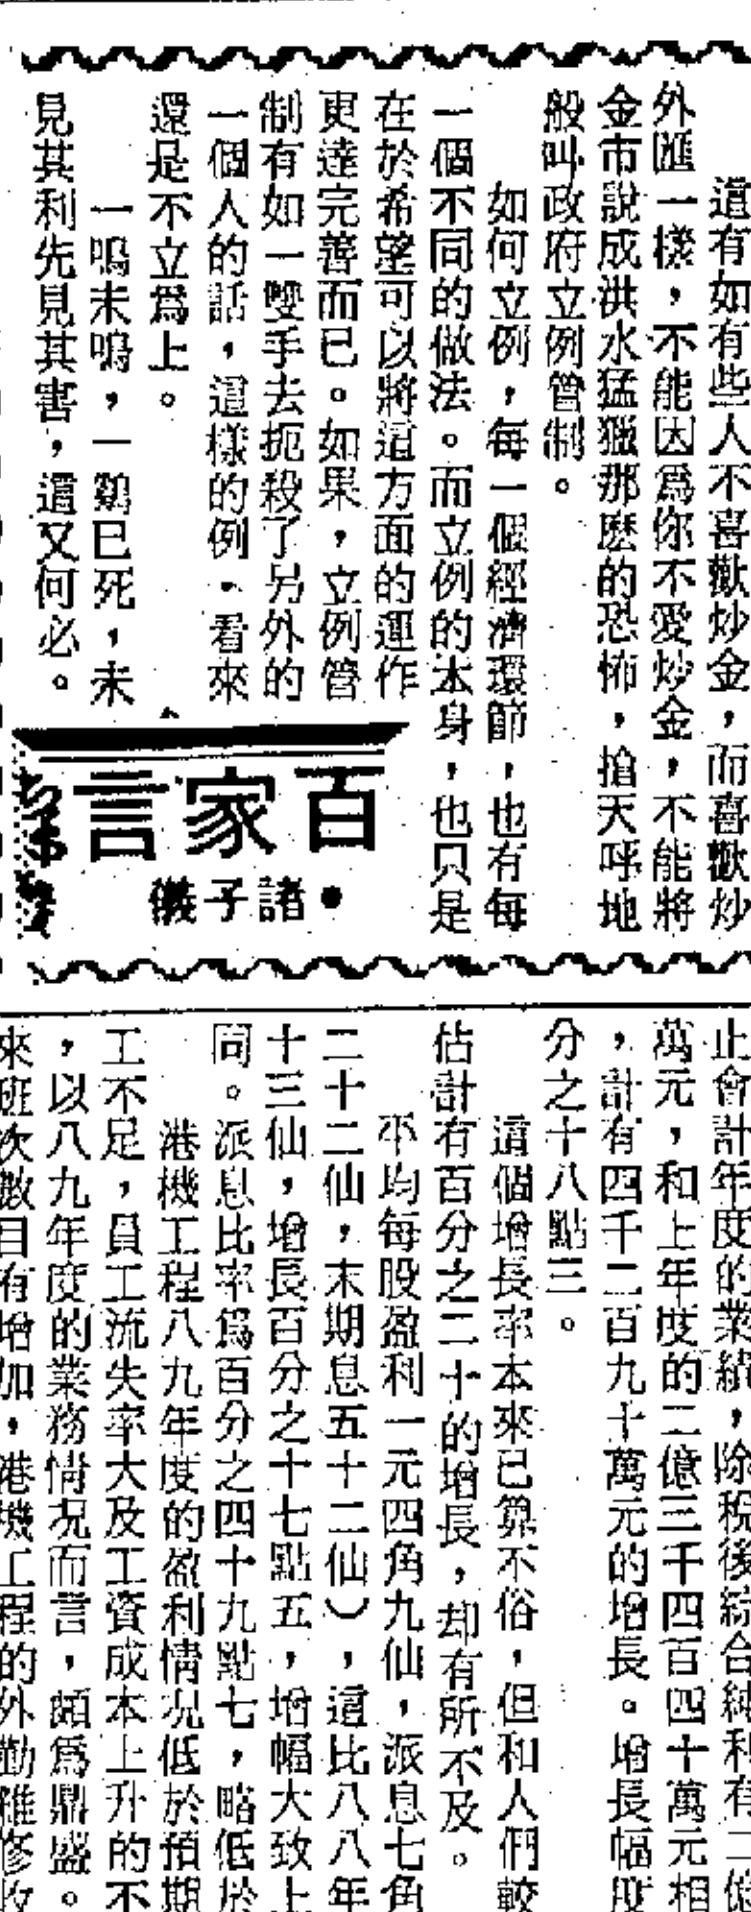 這有如有些人不喜歡炒金，而喜歡炒
外匯一樣，不能因爲你不愛炒金，不能將
金市說成洪水猛獵那麽的恐怖，搶天呼地
般叫政府立例管制。
如何立例，每一個經濟環節，也有每
一個不同的做法。而立例的本身，也只是
在於希望可以將這方面的運作
更達完善而已。如果，立例管
制有如一雙手去扼殺了另外的
一個人的話，這樣的例，看來
還是不立爲上。
一鳴未鳴，一鷄已死，未
見其利先見其害，這又何必。
百家言
●諸子儀
止會計年度的業績，除稅後綜合純利有二億
萬元，和上年度的二億三千四百四十萬元相
，計有四千二百九十萬元的增長。增長幅度
分之十八點三。
這個增長率本來已算不俗，但和人們較
估計有百分之二十的增長，却有所不及。
平均每股盈利一元四角九仙，派息七角
二十二仙，末期息五十二仙），這比八八年
十三仙，增長百分之十七點五，增幅大致上
同。派息比率爲百分之四十九點七，略低於
港機工程八九年度的盈利情況低於預期
工不足，員工流失率大及工資成本上升的不
，以八九年度的業務情況而言，頗爲鼎盛。
來班次數目有增加，港機工程的外勤維修收